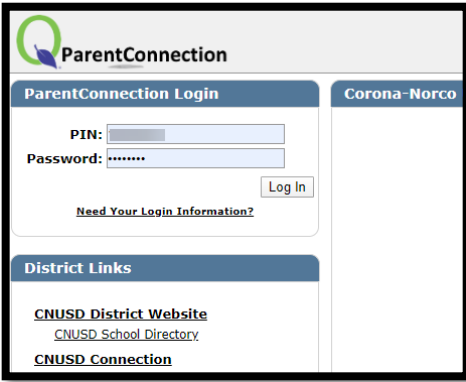 ParentConnection
ParentConnection Login
PIN:
Password: ••••••••
Log In
Need Your Login Information?
District Links
CNUSD District Website
CNUSD School Directory
CNUSD Connection
Corona-Norco